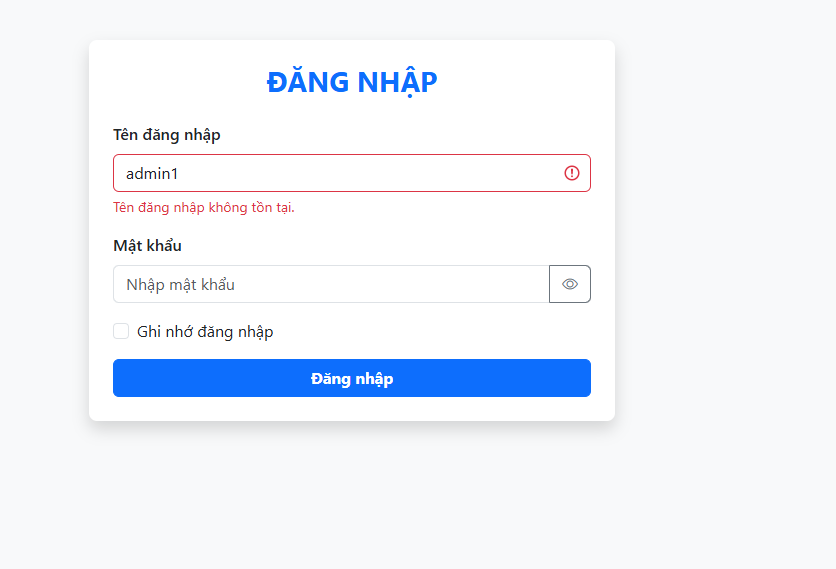 ĐĂNG NHẬP
Tên đăng nhập
admin1
Tên đăng nhập không tồn tại.
Mật khẩu
Nhập mật khẩu
Ghi nhớ đăng nhập
Đăng nhập